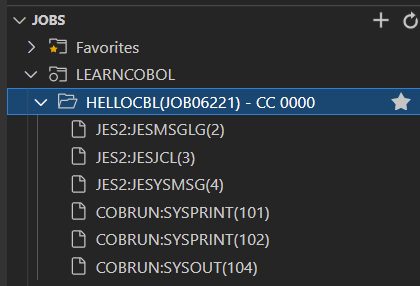 JOBS
Favorites
LEARNCOBOL
HELLOCBL(JOB06221) - CC 0000
JES2:JESMSGLG(2)
JES2:JESJCL(3)
JES2:JESYSMSG(4)
COBRUN:SYSPRINT(101)
COBRUN:SYSPRINT(102)
COBRUN:SYSOUT(104)